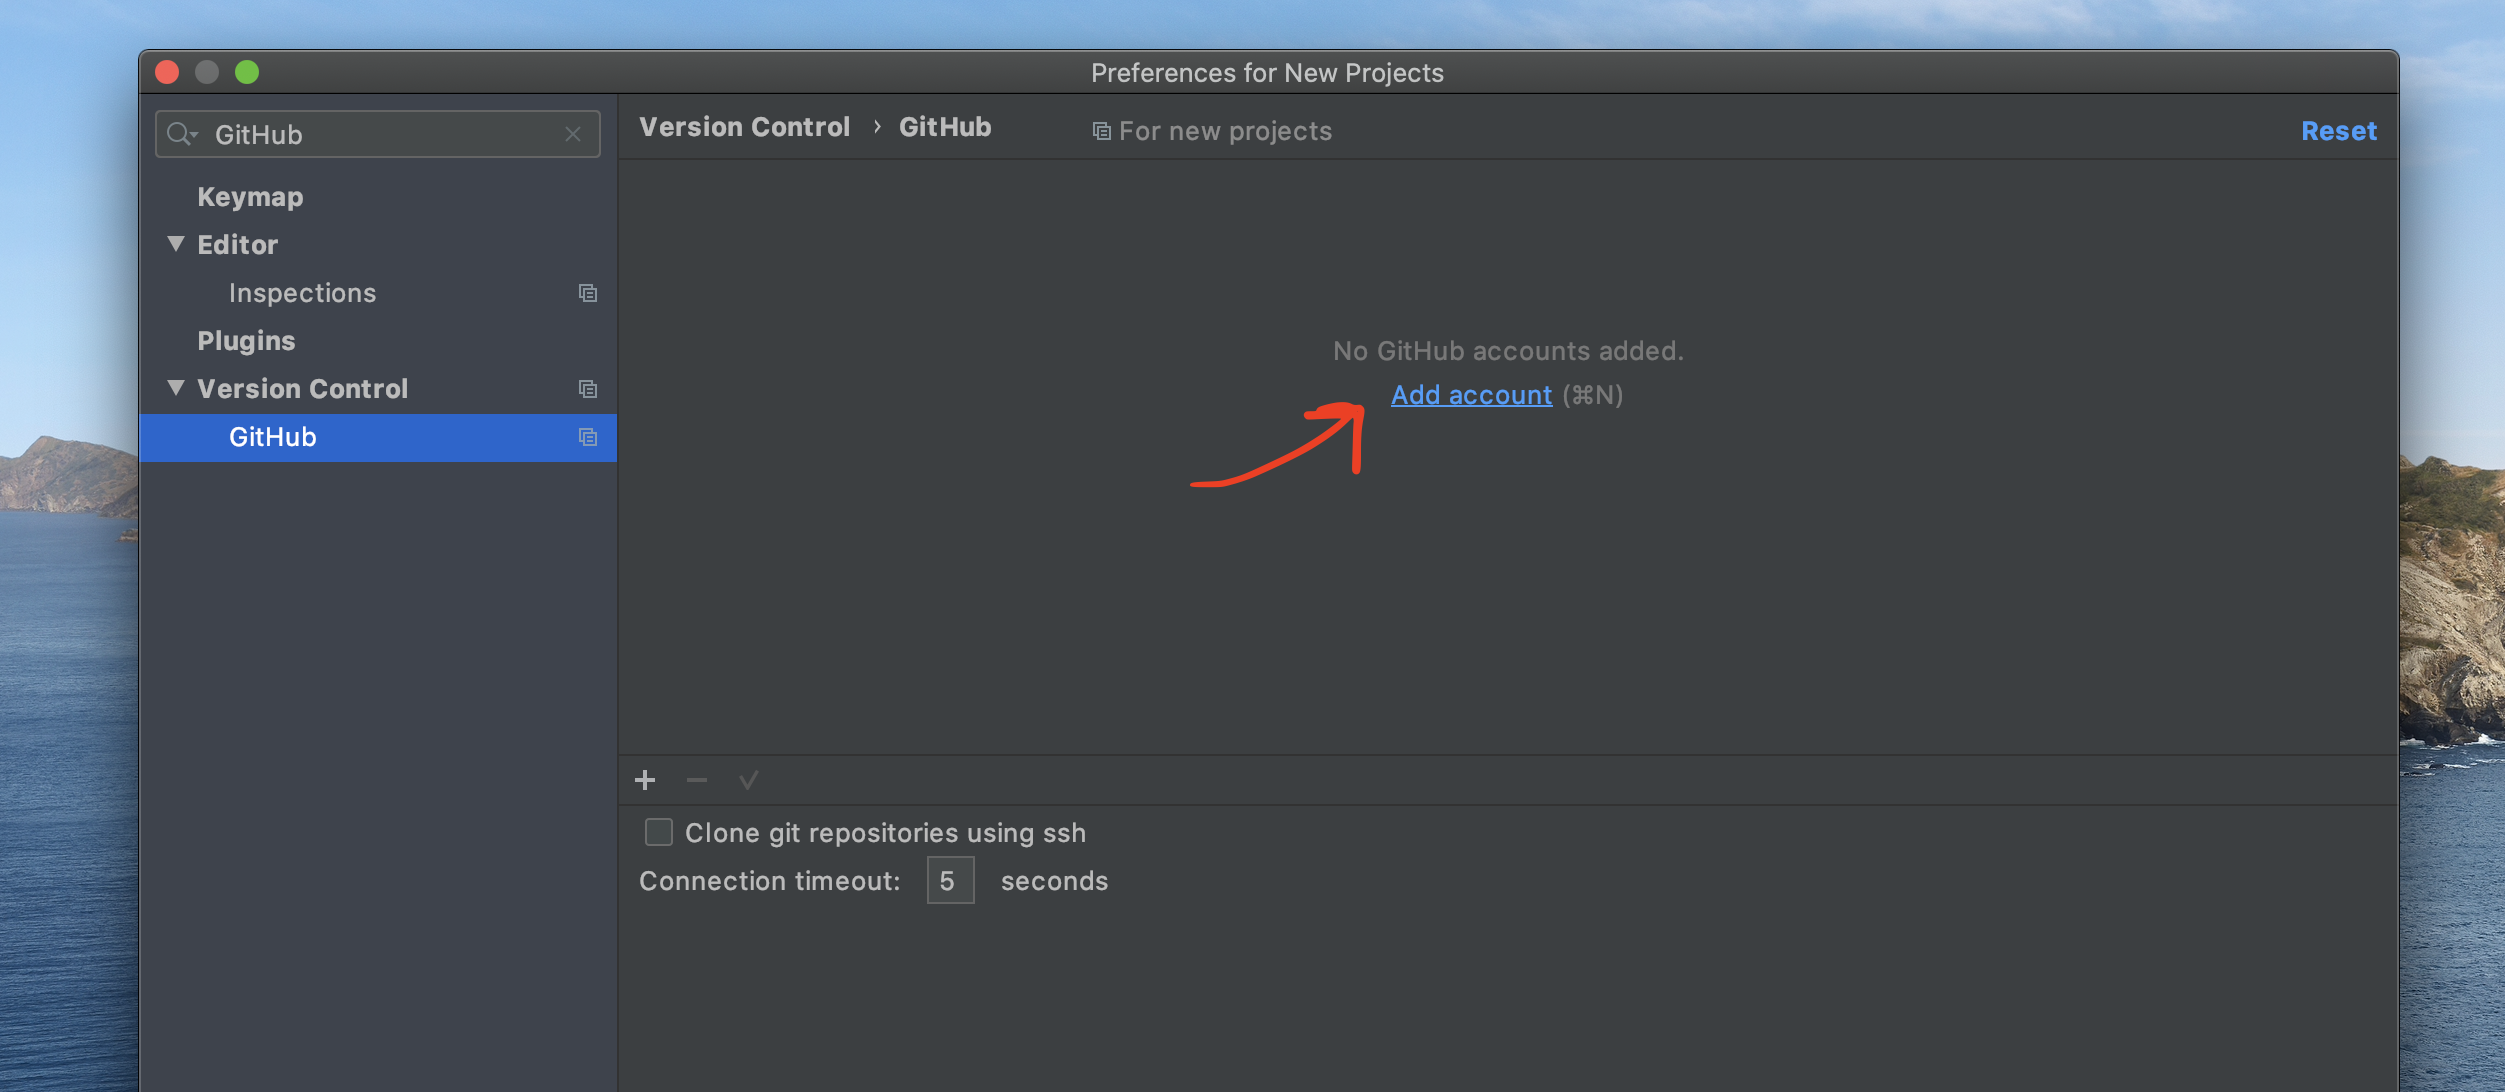 Preferences for New Projects
GitHub
Keymap
Editor
Inspections
Plugins
Version Control
GitHub
Version Control › GitHub
For new projects
Reset
No GitHub accounts added.
Add account (⌘N)
Clone git repositories using ssh
Connection timeout: 5 seconds